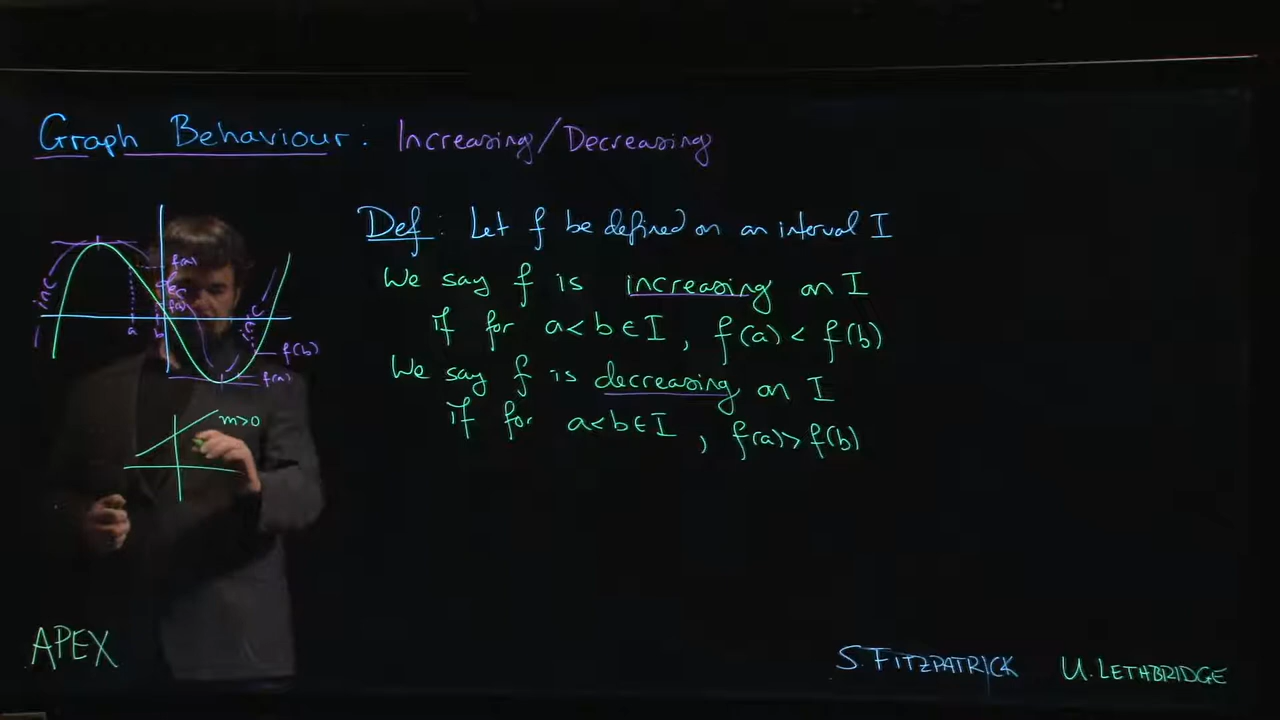 Graph Behaviour: Increasing/Decreasing
Def: Let f be defined on an interval I
We say f is increasing on I
if for a<b∈I, f(a) < f(b)
We say f is decreasing on I
if for a<b∈I, f(a)> f(b)
inc
f(a)
a
b
f(b)
f(a)
m>0
APEX
S. FITZPATRICK U. LETHBRIDGE